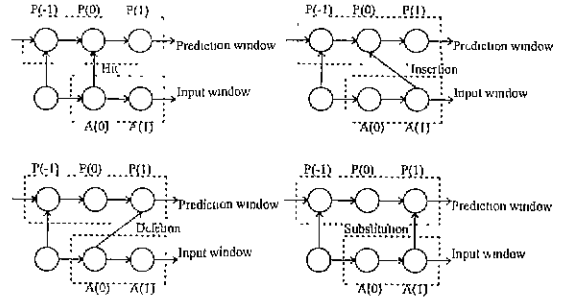 P(-1) P(0) P(1)
Prediction window
Hit
Input window
A(0) A(1)
P(-1) P(0) P(1)
Prediction window
Insertion
Input window
A(0) A(1)
P(-1) P(0) P(1)
Prediction window
Deletion
Input window
A(0) A(1)
P(-1) P(0) P(1)
Prediction window
Substitution
Input window
A(0) A(1)